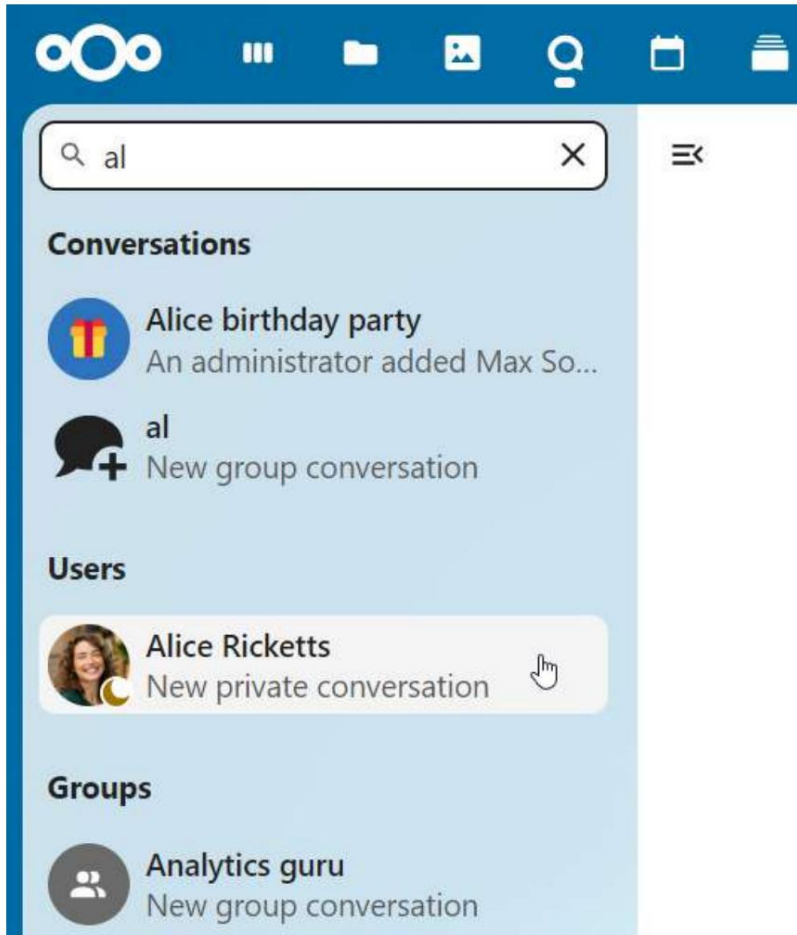 al
Conversations
Alice birthday party
An administrator added Max So...
al
New group conversation
Users
Alice Ricketts
New private conversation
Groups
Analytics guru
New group conversation